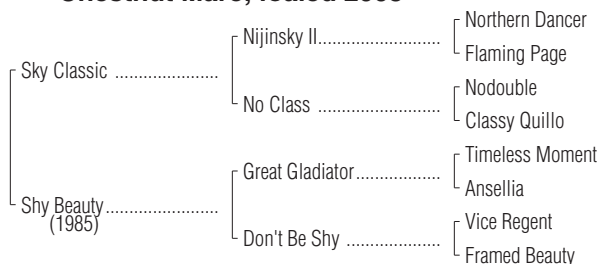 Chestnut Mare; foaled
Northern Dancer
Nijinsky II..........................
Flaming Page
Sky Classic ......................
Nodouble
No Class ..........................
Classy Quillo
Timeless Moment
Great Gladiator..................
Ansellia
Shy Beauty........................
(1985)
Vice Regent
Don't Be Shy ....................
Framed Beauty